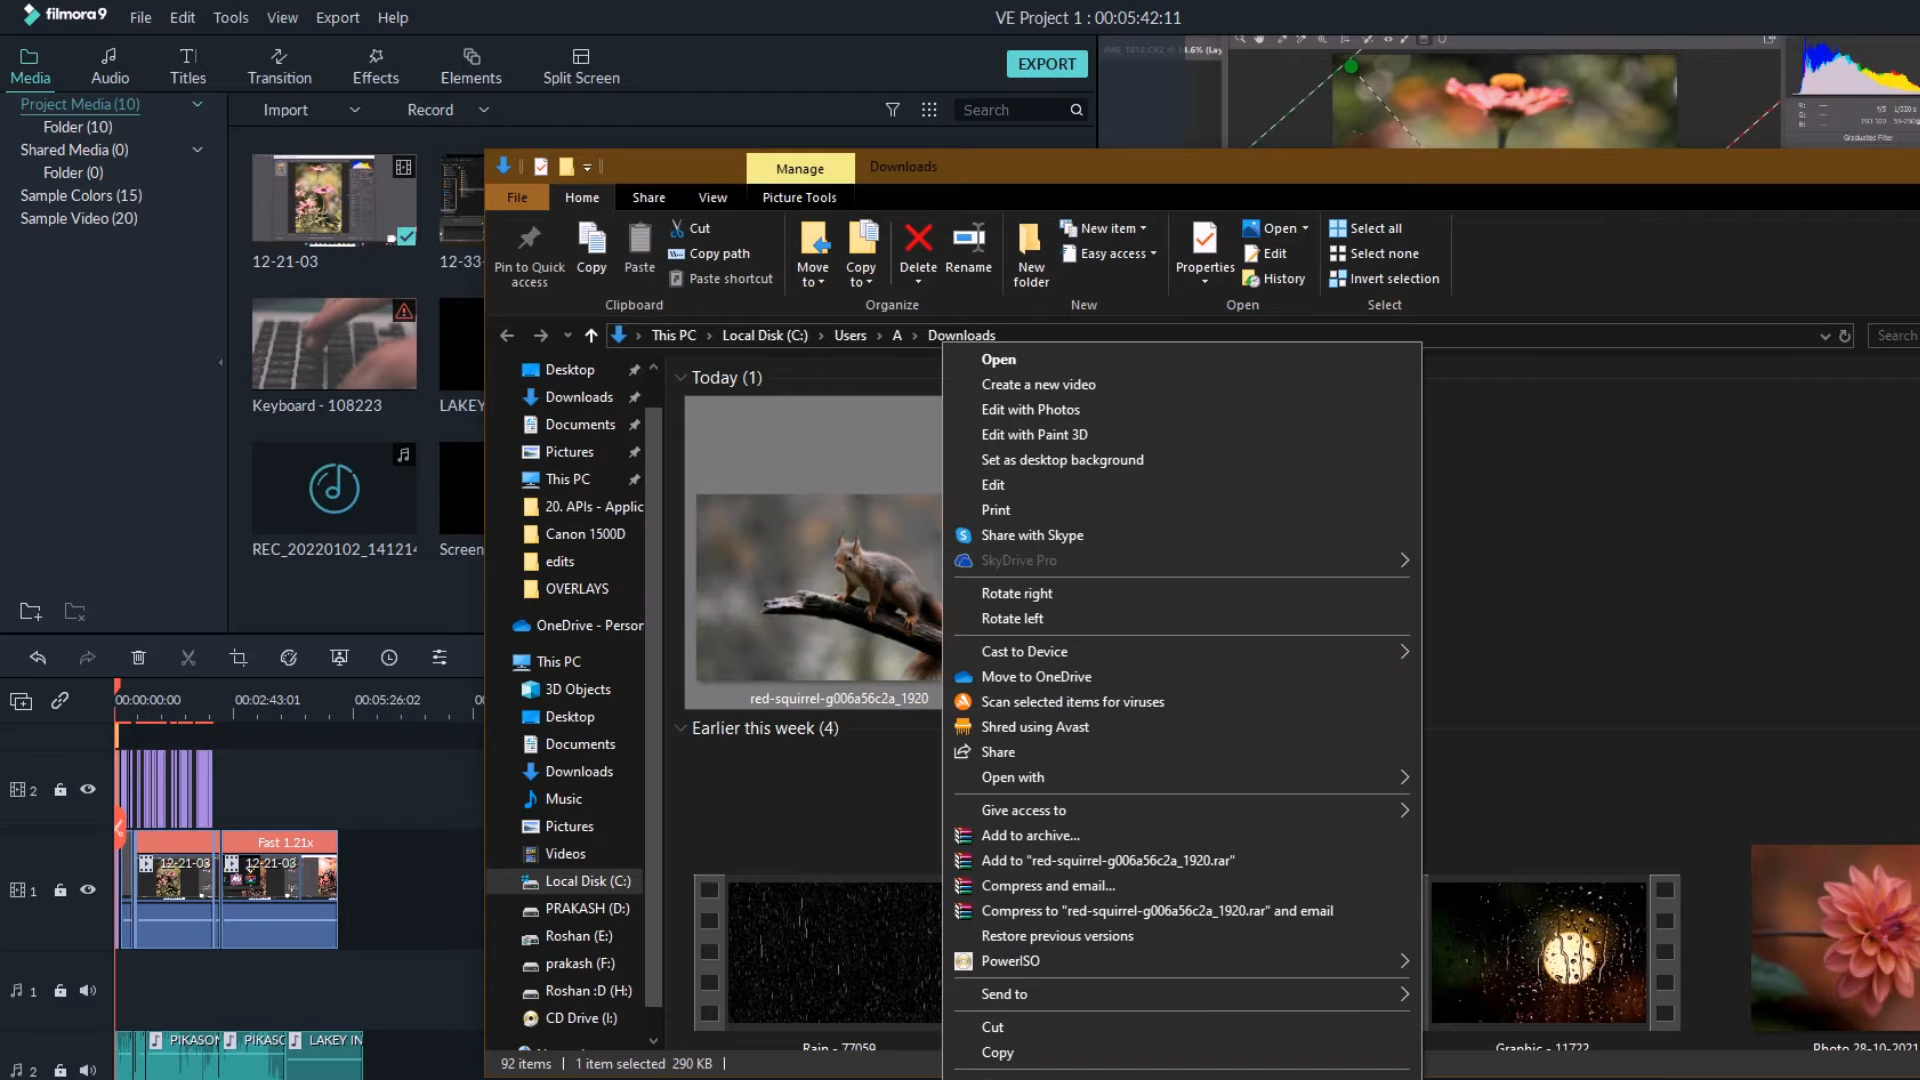 filmora9
File Edit Tools View Export Help
VE Project 1 : 00:05:42:11
Media Audio Titles Transition Effects Elements Split Screen
EXPORT
Project Media (10)
Folder (10)
Shared Media (0)
Folder (0)
Sample Colors (15)
Sample Video (20)
Import Record Search
12-21-03
12-33-
Keyboard - 108223
LAKEY
REC_20220102_14121
Screen
Graduated Filter
Manage Downloads
File Home Share View Picture Tools
Pin to Quick access
Copy
Paste
Cut
Copy path
Paste shortcut
Clipboard
Move to
Copy to
Delete
Rename
Organize
New folder
New item
Easy access
New
Properties
Open
Edit
History
Open
Select all
Select none
Invert selection
Select
This PC Local Disk (C:) Users A Downloads
Search
Desktop
Downloads
Documents
Pictures
This PC
20. APIs - Applic
Canon 1500D
edits
OVERLAYS
OneDrive - Person
This PC
3D Objects
Desktop
Documents
Downloads
Music
Pictures
Videos
Local Disk (C:)
PRAKASH (D:)
Roshan (E:)
prakash (F:)
Roshan :D (H:)
CD Drive (I:)
92 items 1 item selected 290 KB
Today (1)
red-squirrel-g006a56c2a_1920
Earlier this week (4)
Rain - 77059
Graphic - 11722
Photo 28-10-2021
Open
Create a new video
Edit with Photos
Edit with Paint 3D
Set as desktop background
Edit
Print
Share with Skype
SkyDrive Pro
Rotate right
Rotate left
Cast to Device
Move to OneDrive
Scan selected items for viruses
Shred using Avast
Share
Open with
Give access to
Add to archive...
Add to "red-squirrel-g006a56c2a_1920.rar"
Compress and email...
Compress to "red-squirrel-g006a56c2a_1920.rar" and email
Restore previous versions
PowerISO
Send to
Cut
Copy
00:00:00:00 00:02:43:01 00:05:26:02
2
Fast 1.21x
12-21-03 12-21-03
1
1
PIKASO PIKASO LAKEY IN
2